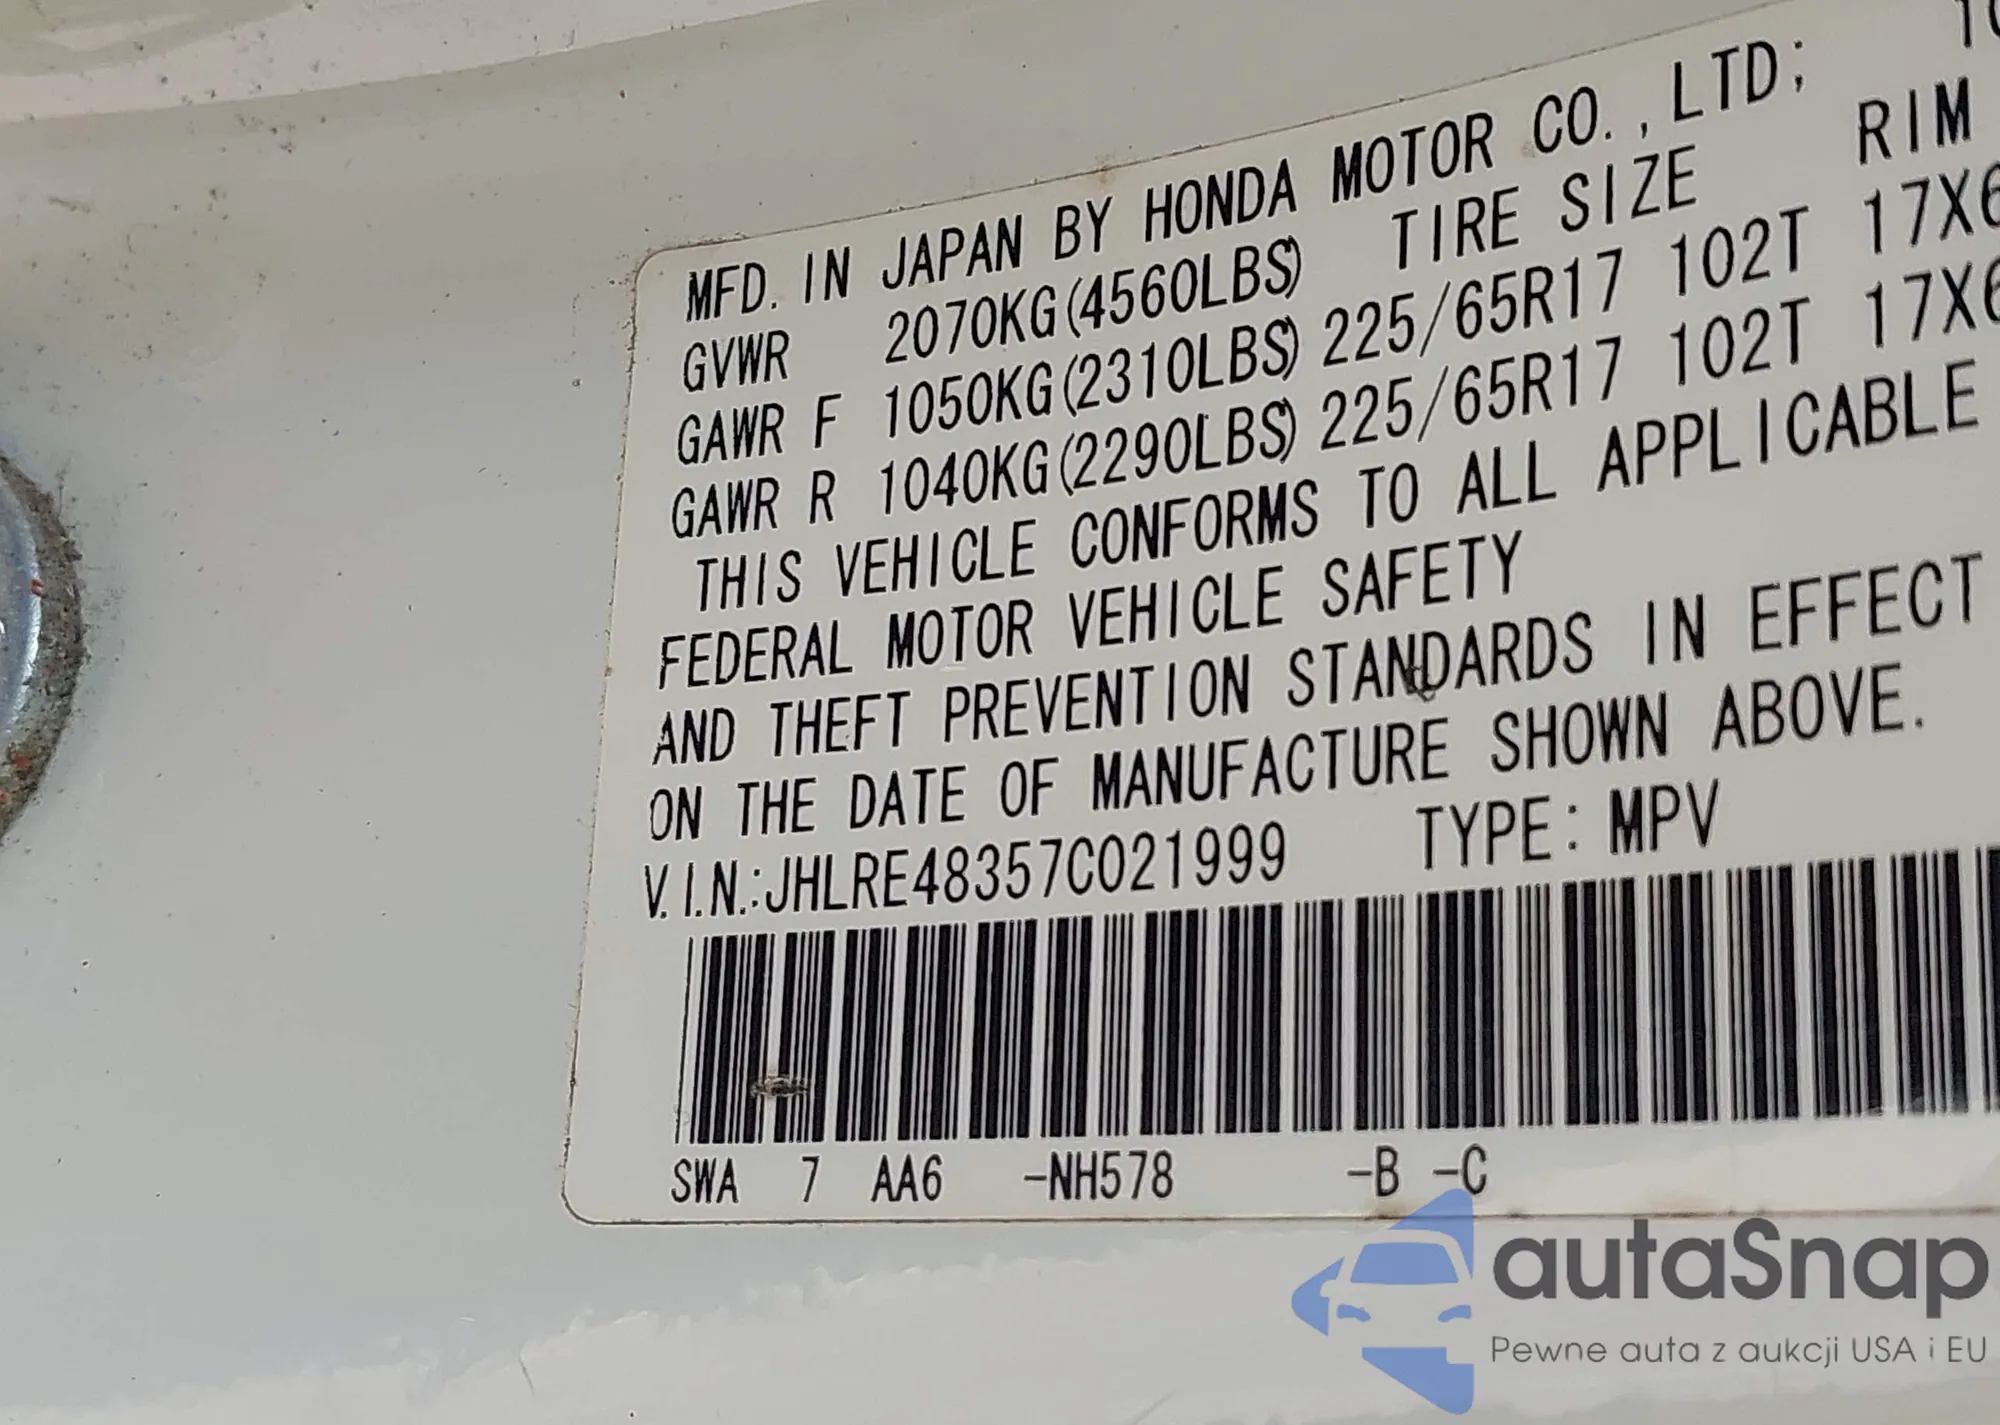 MFD. IN JAPAN BY HONDA MOTOR CO.,LTD; 10
GVWR 2070KG(4560LBS) TIRE SIZE RIM
GAWR F 1050KG(2310LBS) 225/65R17 102T 17X6
GAWR R 1040KG(2290LBS) 225/65R17 102T 17X6
THIS VEHICLE CONFORMS TO ALL APPLICABLE
FEDERAL MOTOR VEHICLE SAFETY
AND THEFT PREVENTION STANDARDS IN EFFECT
ON THE DATE OF MANUFACTURE SHOWN ABOVE.
V.I.N.:JHLRE48357C021999 TYPE: MPV
SWA 7 AA6 -NH578 -B -C
autaSnap
Pewne auta z aukcji USA i EU